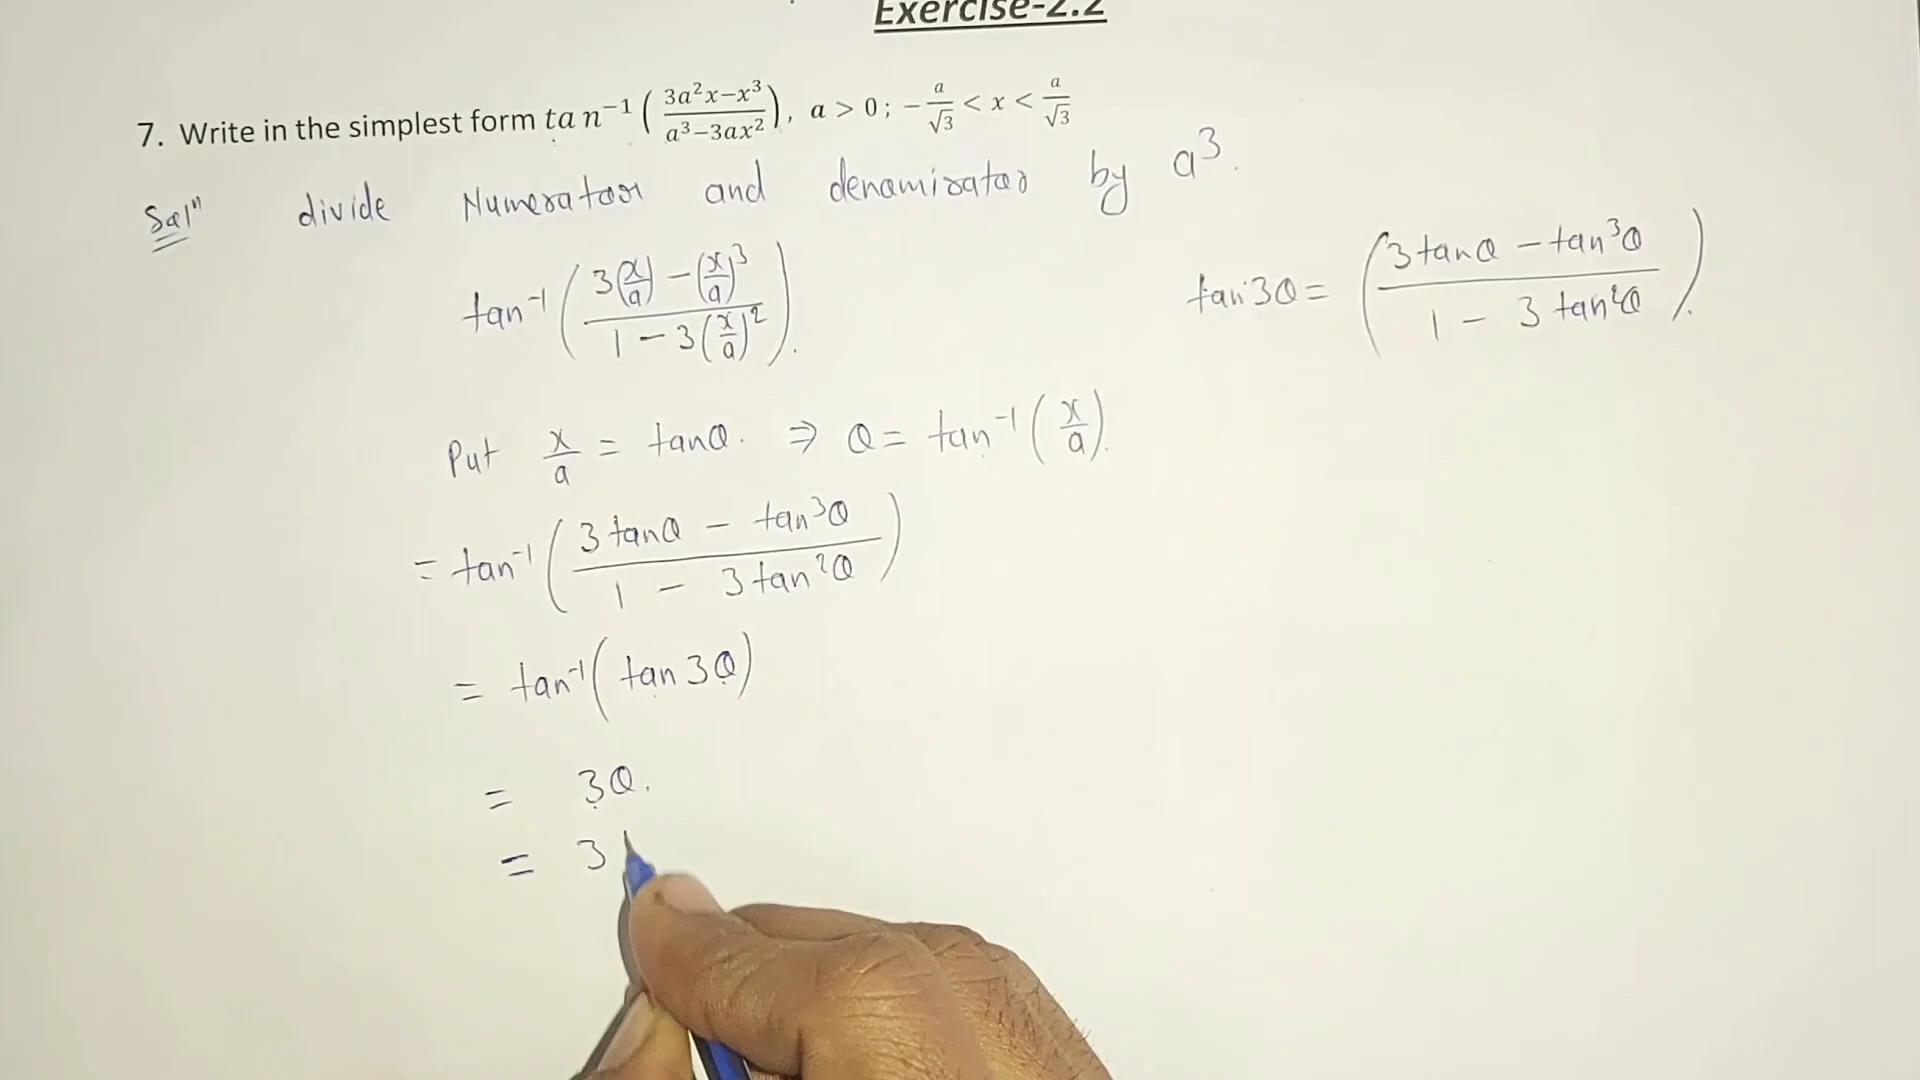 Exercise-2.2
7. Write in the simplest form tan⁻¹((3a²x−x³)/(a³−3ax²)), a > 0; −a/√3 < x < a/√3
Solⁿ divide Numerator and denominator by a³.
tan⁻¹((3(x/a) − (x/a)³)/(1 − 3(x/a)²)).
tan3θ = ((3tanθ − tan³θ)/(1 − 3tan²θ)).
Put x/a = tanθ. ⇒ θ = tan⁻¹(x/a).
= tan⁻¹((3tanθ − tan³θ)/(1 − 3tan²θ))
= tan⁻¹(tan3θ)
= 3θ.
= 3